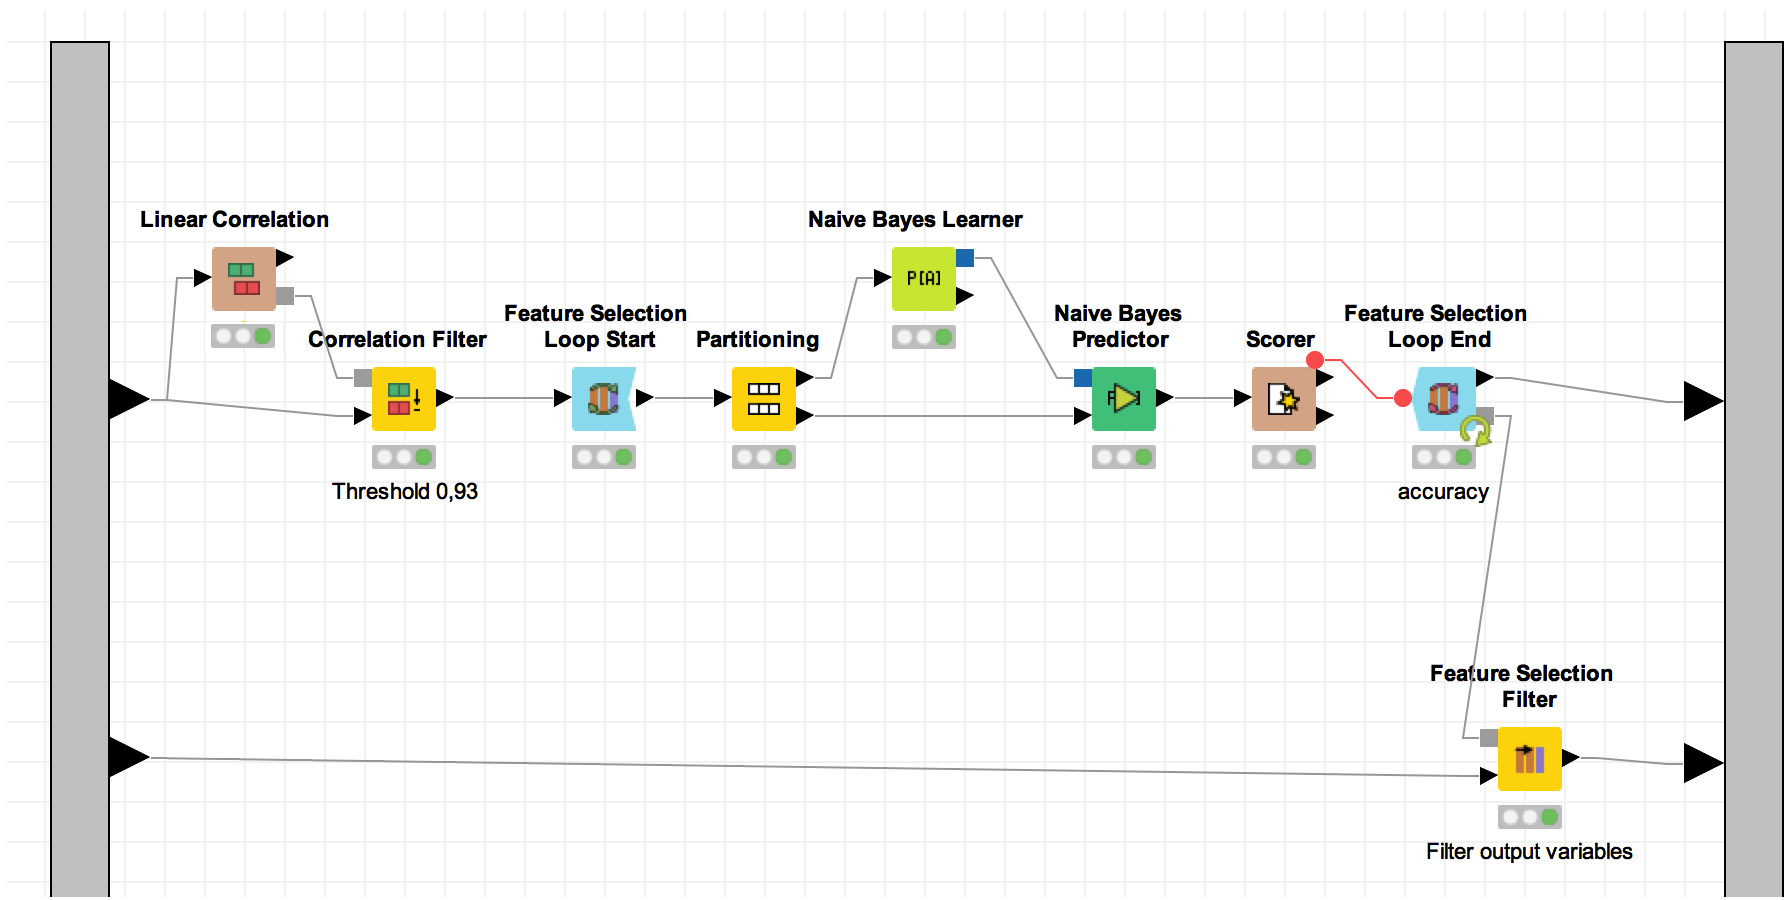 Linear Correlation
Naive Bayes Learner
P[A]
Correlation Filter
Feature Selection
Loop Start
Partitioning
Naive Bayes
Predictor
Scorer
Feature Selection
Loop End
Threshold 0,93
accuracy
Feature Selection
Filter
Filter output variables